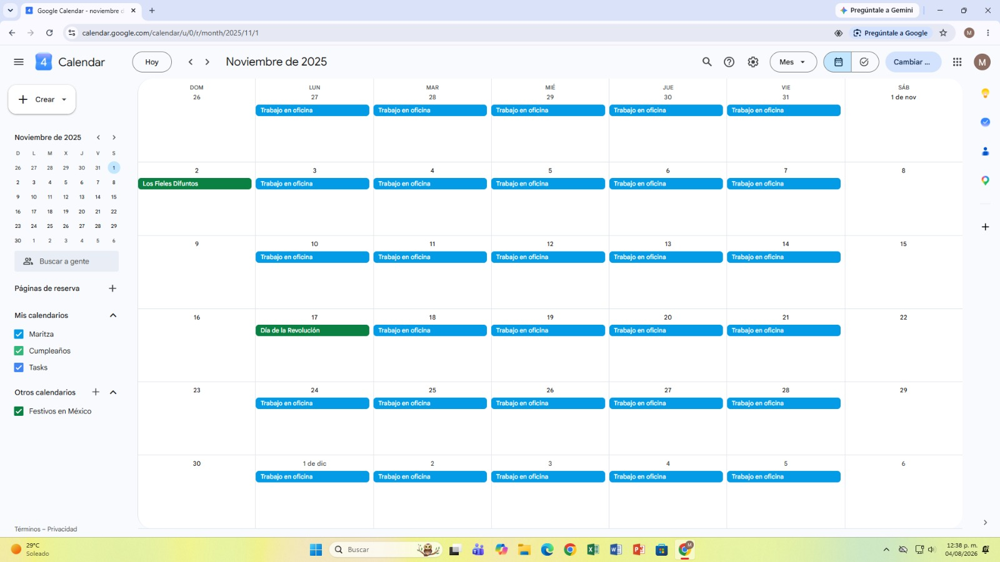 Google Calendar - noviembre d
Pregúntale a Gemini
calendar.google.com/calendar/u/0/r/month/2025/11/1
Pregúntale a Google
M
4
Calendar
Hoy
Noviembre de 2025
Mes
Cambiar ...
M
Crear
Noviembre de 2025
D L M X J V S
26 27 28 29 30 31 1
2 3 4 5 6 7 8
9 10 11 12 13 14 15
16 17 18 19 20 21 22
23 24 25 26 27 28 29
30 1 2 3 4 5 6
Buscar a gente
Páginas de reserva
Mis calendarios
Maritza
Cumpleaños
Tasks
Otros calendarios
Festivos en México
Términos – Privacidad
DOM LUN MAR MIÉ JUE VIE SÁB
26 27 28 29 30 31 1 de nov
Trabajo en oficina Trabajo en oficina Trabajo en oficina Trabajo en oficina Trabajo en oficina
2 3 4 5 6 7 8
Los Fieles Difuntos Trabajo en oficina Trabajo en oficina Trabajo en oficina Trabajo en oficina Trabajo en oficina
9 10 11 12 13 14 15
Trabajo en oficina Trabajo en oficina Trabajo en oficina Trabajo en oficina Trabajo en oficina
16 17 18 19 20 21 22
Día de la Revolución Trabajo en oficina Trabajo en oficina Trabajo en oficina Trabajo en oficina
23 24 25 26 27 28 29
Trabajo en oficina Trabajo en oficina Trabajo en oficina Trabajo en oficina Trabajo en oficina
30 1 de dic 2 3 4 5 6
Trabajo en oficina Trabajo en oficina Trabajo en oficina Trabajo en oficina Trabajo en oficina
29°C
Soleado
Buscar
12:38 p. m.
04/08/2026